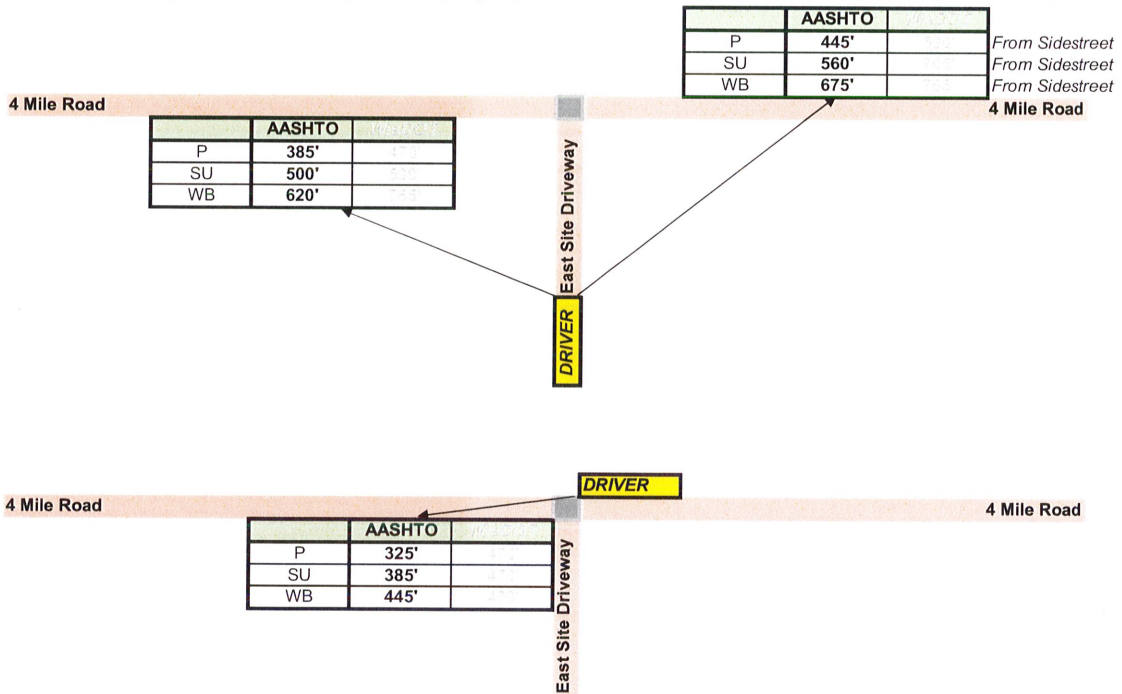 AASHTO
P 445' From Sidestreet
SU 560' From Sidestreet
WB 675' From Sidestreet
4 Mile Road
4 Mile Road
AASHTO
P 385'
SU 500'
WB 620'
East Site Driveway
DRIVER
DRIVER
4 Mile Road
4 Mile Road
AASHTO
P 325'
SU 385'
WB 445'
East Site Driveway